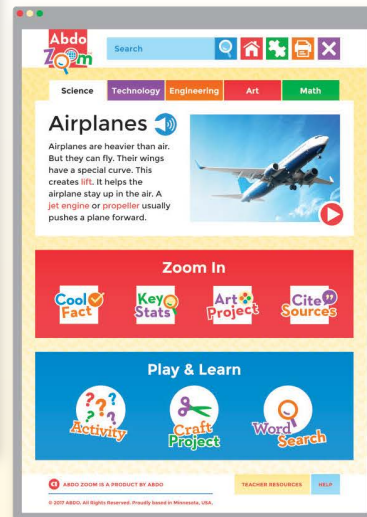 Abdo
Zoom
Search
Science Technology Engineering Art Math
Airplanes
Airplanes are heavier than air.
But they can fly. Their wings
have a special curve. This
creates lift. It helps the
airplane stay up in the air. A
jet engine or propeller usually
pushes a plane forward.
Zoom In
Cool
Fact
Key
Stats
Art
Project
Cite
Sources
Play & Learn
Activity
Craft
Project
Word
Search
ABDO ZOOM IS A PRODUCT BY ABDO
TEACHER RESOURCES HELP
© 2017 ABDO. All Rights Reserved. Proudly based in Minnesota, USA.